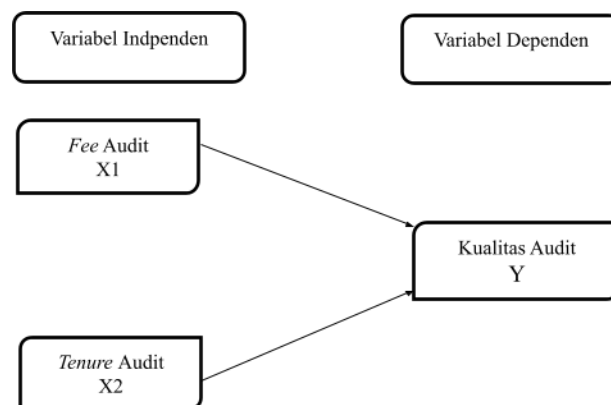 Variabel Indpenden
Variabel Dependen
Fee Audit
X1
Kualitas Audit
Y
Tenure Audit
X2